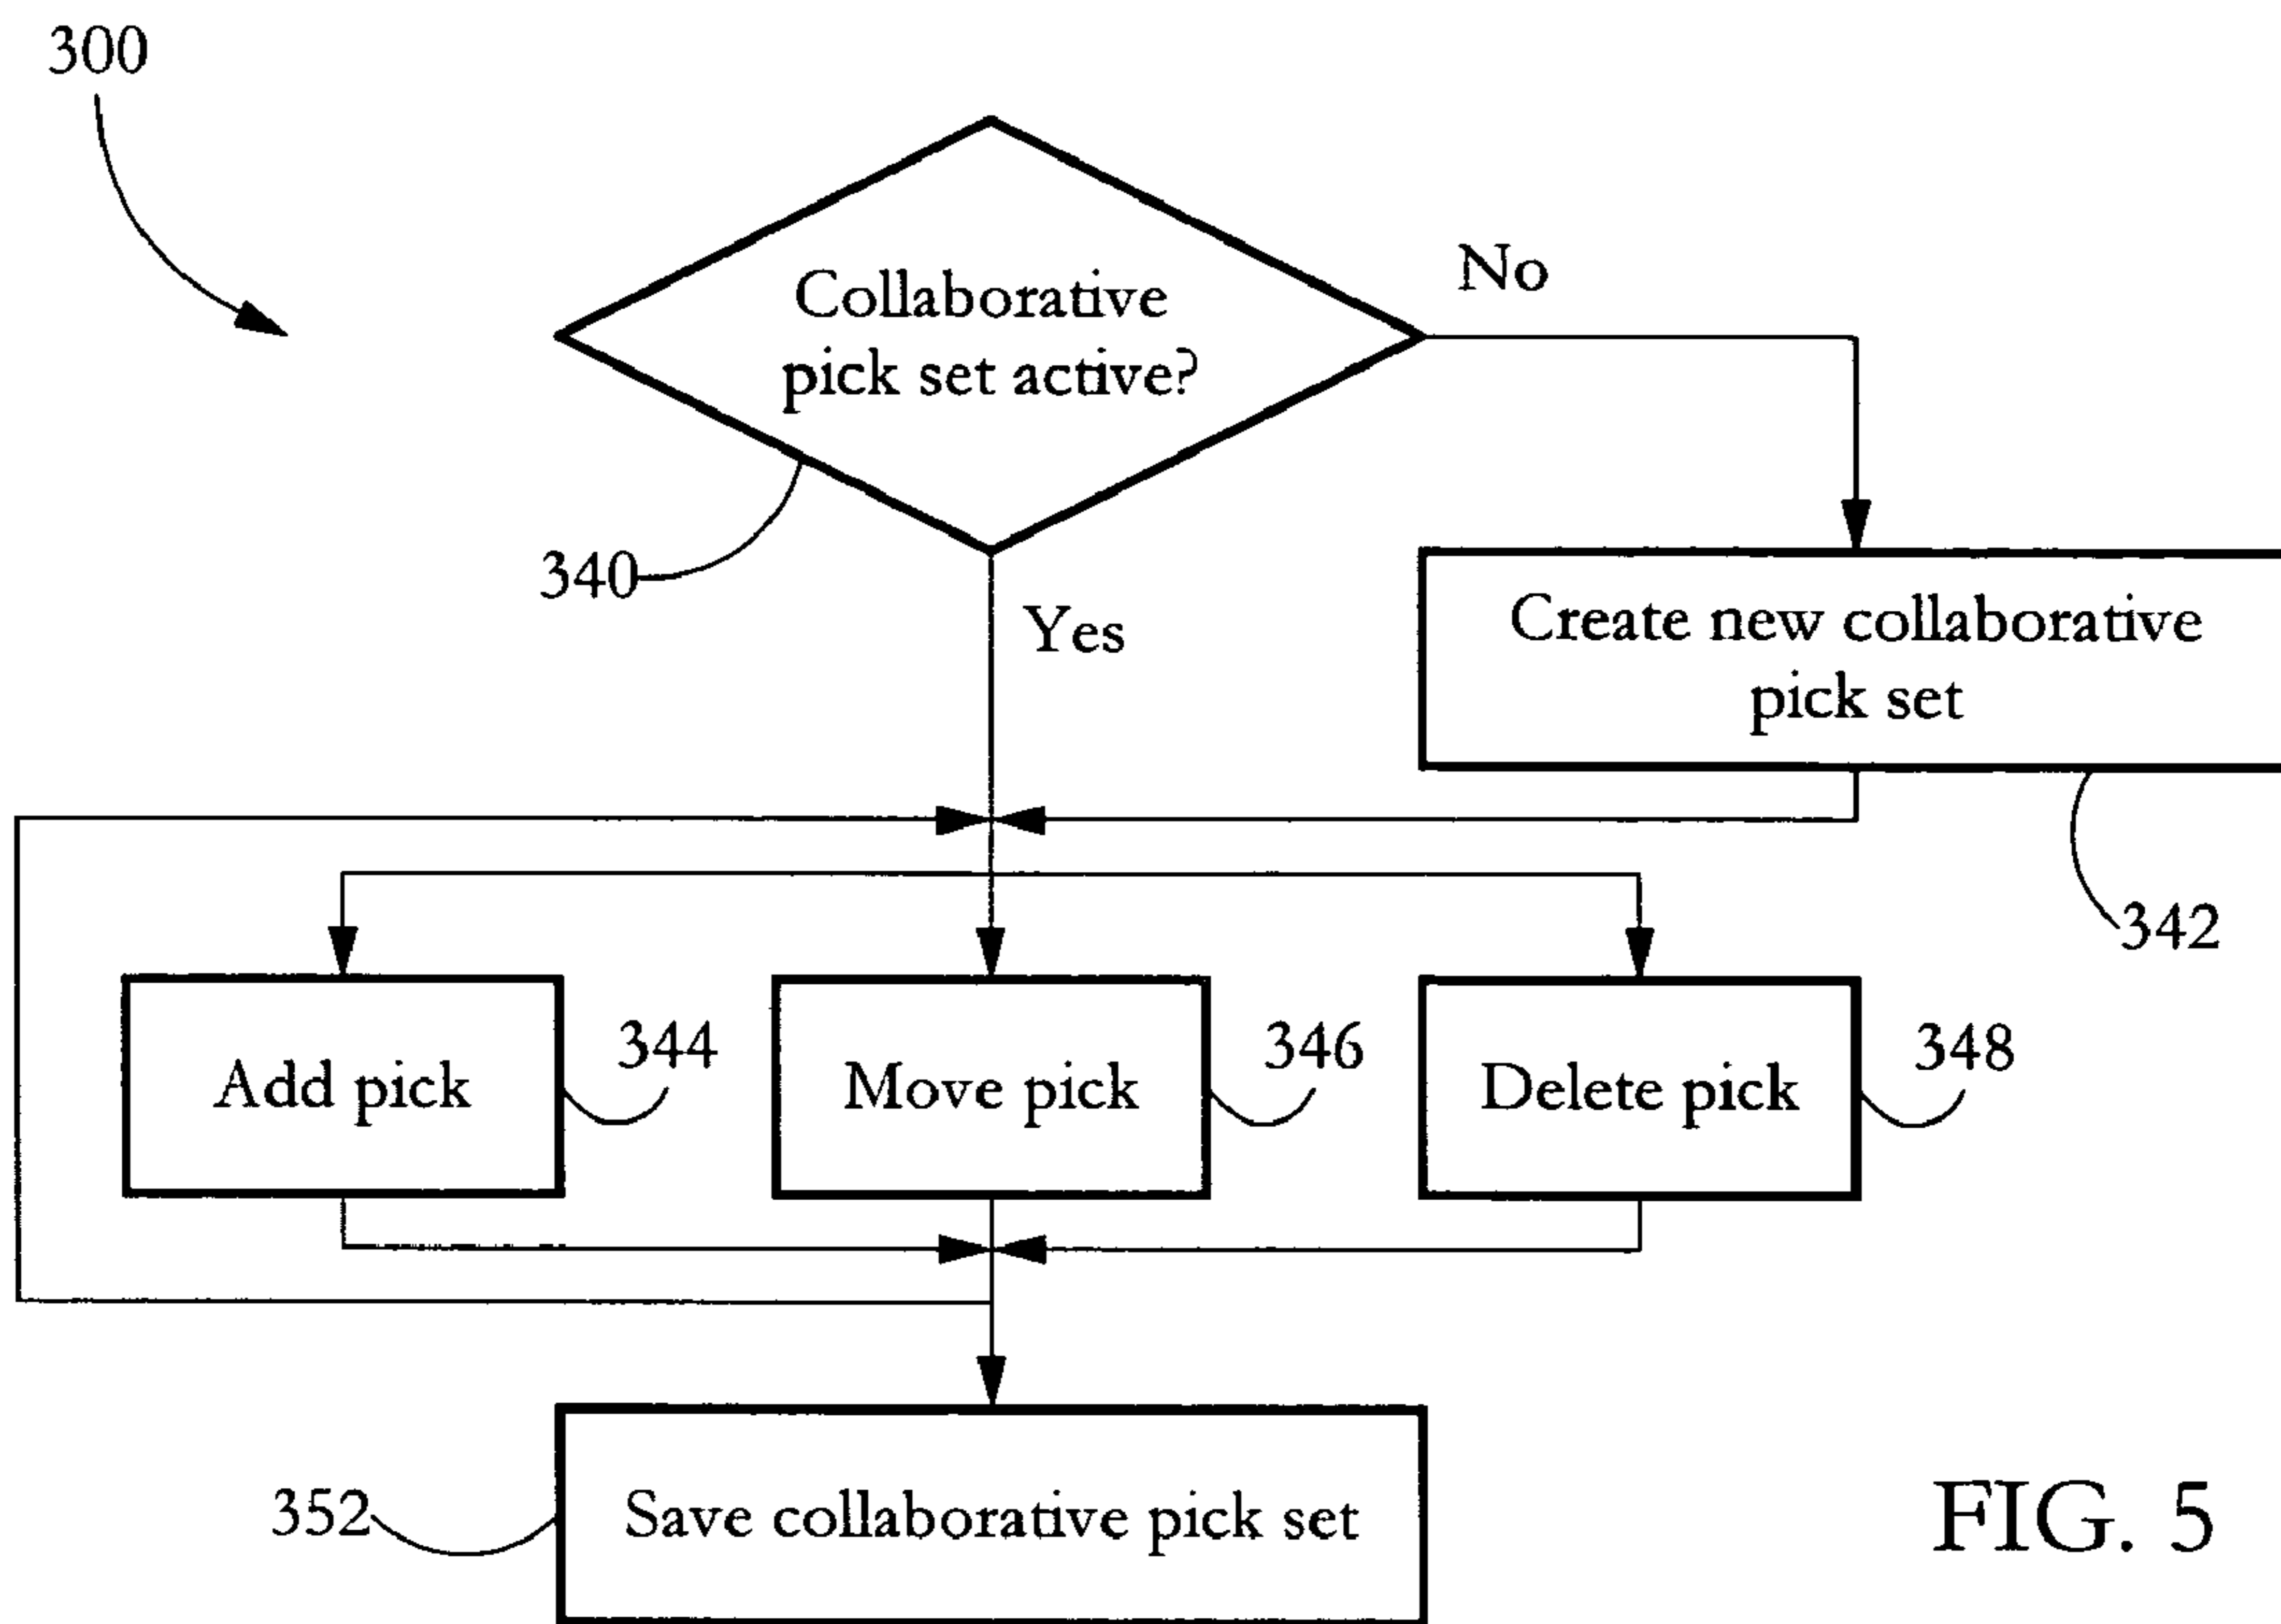 300
Collaborative
pick set active?
No
340
Yes
Create new collaborative
pick set
342
Add pick
344
Move pick
346
Delete pick
348
352
Save collaborative pick set
FIG. 5